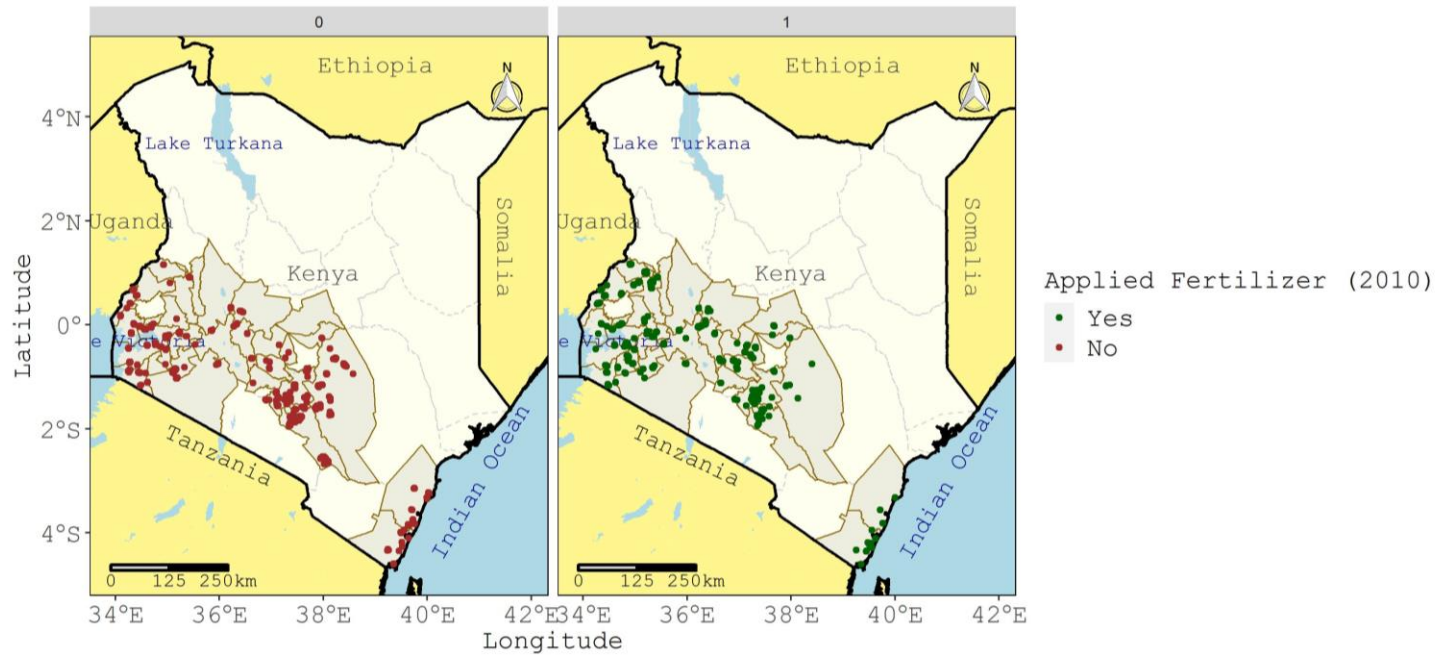 0
1
Ethiopia
N
Lake Turkana
Uganda
Somalia
Kenya
e Victoria
Tanzania
Indian Ocean
0 125 250km
Ethiopia
N
Lake Turkana
Uganda
Somalia
Kenya
e Victoria
Tanzania
Indian Ocean
0 125 250km
4°N
2°N
0°
2°S
4°S
Latitude
34°E 36°E 38°E 40°E 42°E
34°E 36°E 38°E 40°E 42°E
Longitude
Applied Fertilizer (2010)
Yes
No